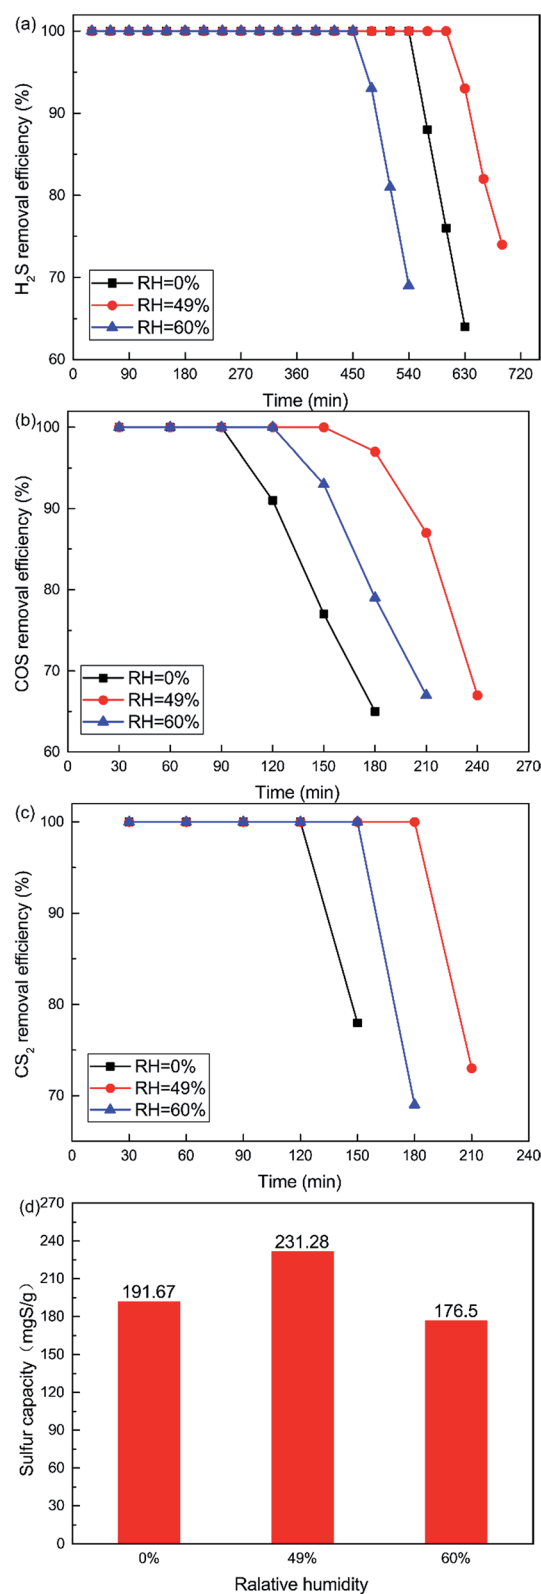 (a)
H2S removal efficiency (%)
100
90
80
70
60
RH=0%
RH=49%
RH=60%
0 90 180 270 360 450 540 630 720
Time (min)
(b)
COS removal efficiency (%)
100
90
80
70
60
RH=0%
RH=49%
RH=60%
0 30 60 90 120 150 180 210 240 270
Time (min)
(c)
CS2 removal efficiency (%)
100
90
80
70
RH=0%
RH=49%
RH=60%
0 30 60 90 120 150 180 210 240
Time (min)
(d)
Sulfur capacity（mgS/g）
270
240
210
180
150
120
90
60
30
0
191.67
231.28
176.5
0% 49% 60%
Ralative humidity